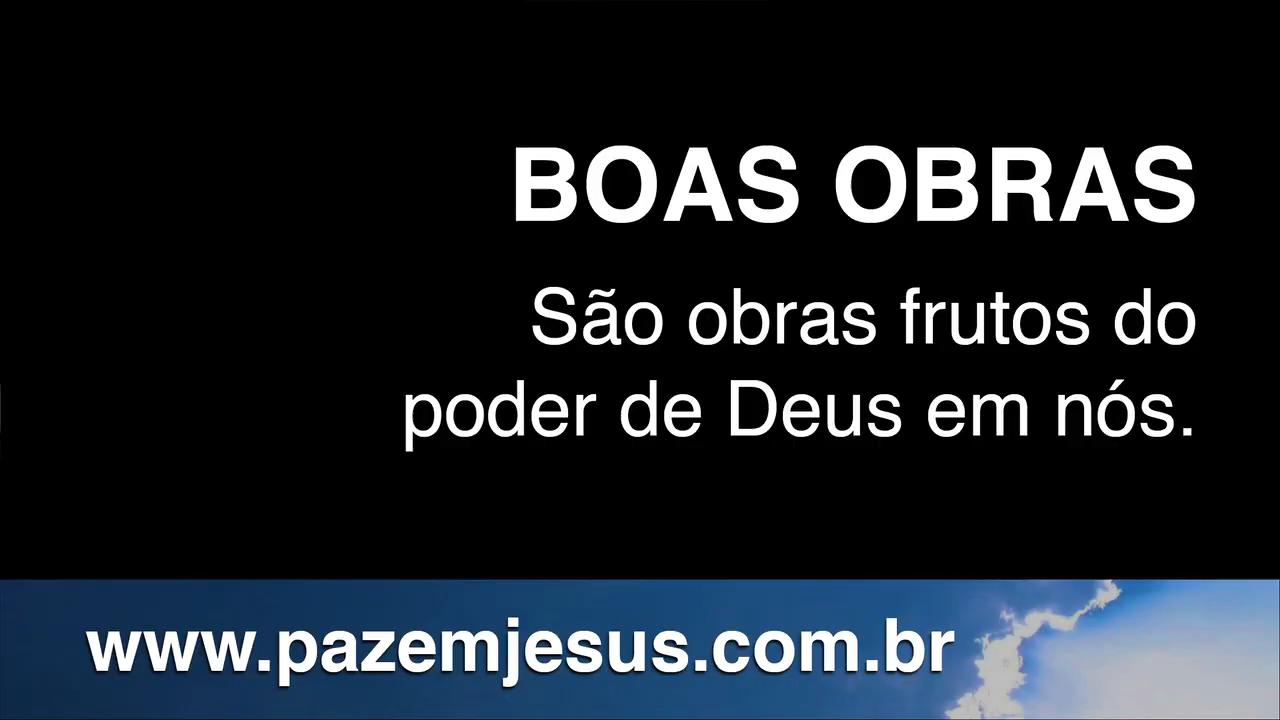 BOAS OBRAS
São obras frutos do
poder de Deus em nós.
www.pazemjesus.com.br